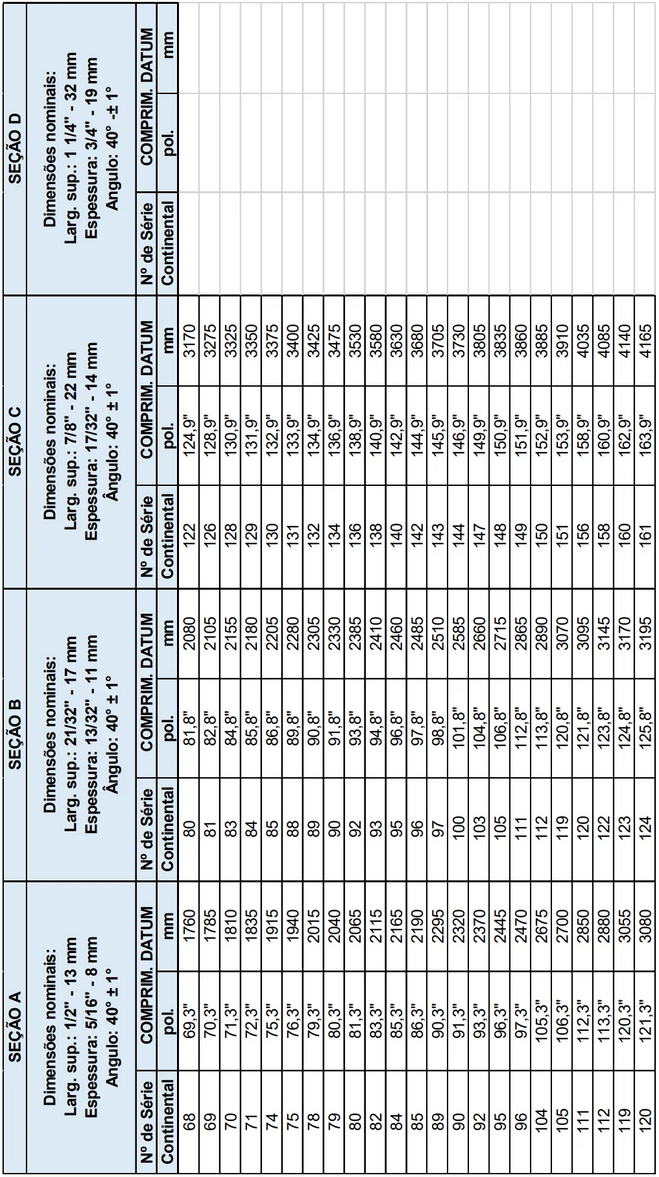 SEÇÃO A SEÇÃO B SEÇÃO C SEÇÃO D
Dimensões nominais: Dimensões nominais: Dimensões nominais: Dimensões nominais:
Larg. sup.: 1/2" - 13 mm Larg. sup.: 21/32" - 17 mm Larg. sup.: 7/8" - 22 mm Larg. sup.: 1 1/4" - 32 mm
Espessura: 5/16" - 8 mm Espessura: 13/32" - 11 mm Espessura: 17/32" - 14 mm Espessura: 3/4" - 19 mm
Ângulo: 40° ± 1° Ângulo: 40° ± 1° Ângulo: 40° ± 1° Angulo: 40° -± 1°
Nº de Série COMPRIM. DATUM Nº de Série COMPRIM. DATUM Nº de Série COMPRIM. DATUM Nº de Série COMPRIM. DATUM
Continental pol. mm Continental pol. mm Continental pol. mm Continental pol. mm
68 69,3" 1760 80 81,8" 2080 122 124,9" 3170
69 70,3" 1785 81 82,8" 2105 126 128,9" 3275
70 71,3" 1810 83 84,8" 2155 128 130,9" 3325
71 72,3" 1835 84 85,8" 2180 129 131,9" 3350
74 75,3" 1915 85 86,8" 2205 130 132,9" 3375
75 76,3" 1940 88 89,8" 2280 131 133,9" 3400
78 79,3" 2015 89 90,8" 2305 132 134,9" 3425
79 80,3" 2040 90 91,8" 2330 134 136,9" 3475
80 81,3" 2065 92 93,8" 2385 136 138,9" 3530
82 83,3" 2115 93 94,8" 2410 138 140,9" 3580
84 85,3" 2165 95 96,8" 2460 140 142,9" 3630
85 86,3" 2190 96 97,8" 2485 142 144,9" 3680
89 90,3" 2295 97 98,8" 2510 143 145,9" 3705
90 91,3" 2320 100 101,8" 2585 144 146,9" 3730
92 93,3" 2370 103 104,8" 2660 147 149,9" 3805
95 96,3" 2445 105 106,8" 2715 148 150,9" 3835
96 97,3" 2470 111 112,8" 2865 149 151,9" 3860
104 105,3" 2675 112 113,8" 2890 150 152,9" 3885
105 106,3" 2700 119 120,8" 3070 151 153,9" 3910
111 112,3" 2850 120 121,8" 3095 156 158,9" 4035
112 113,3" 2880 122 123,8" 3145 158 160,9" 4085
119 120,3" 3055 123 124,8" 3170 160 162,9" 4140
120 121,3" 3080 124 125,8" 3195 161 163,9" 4165